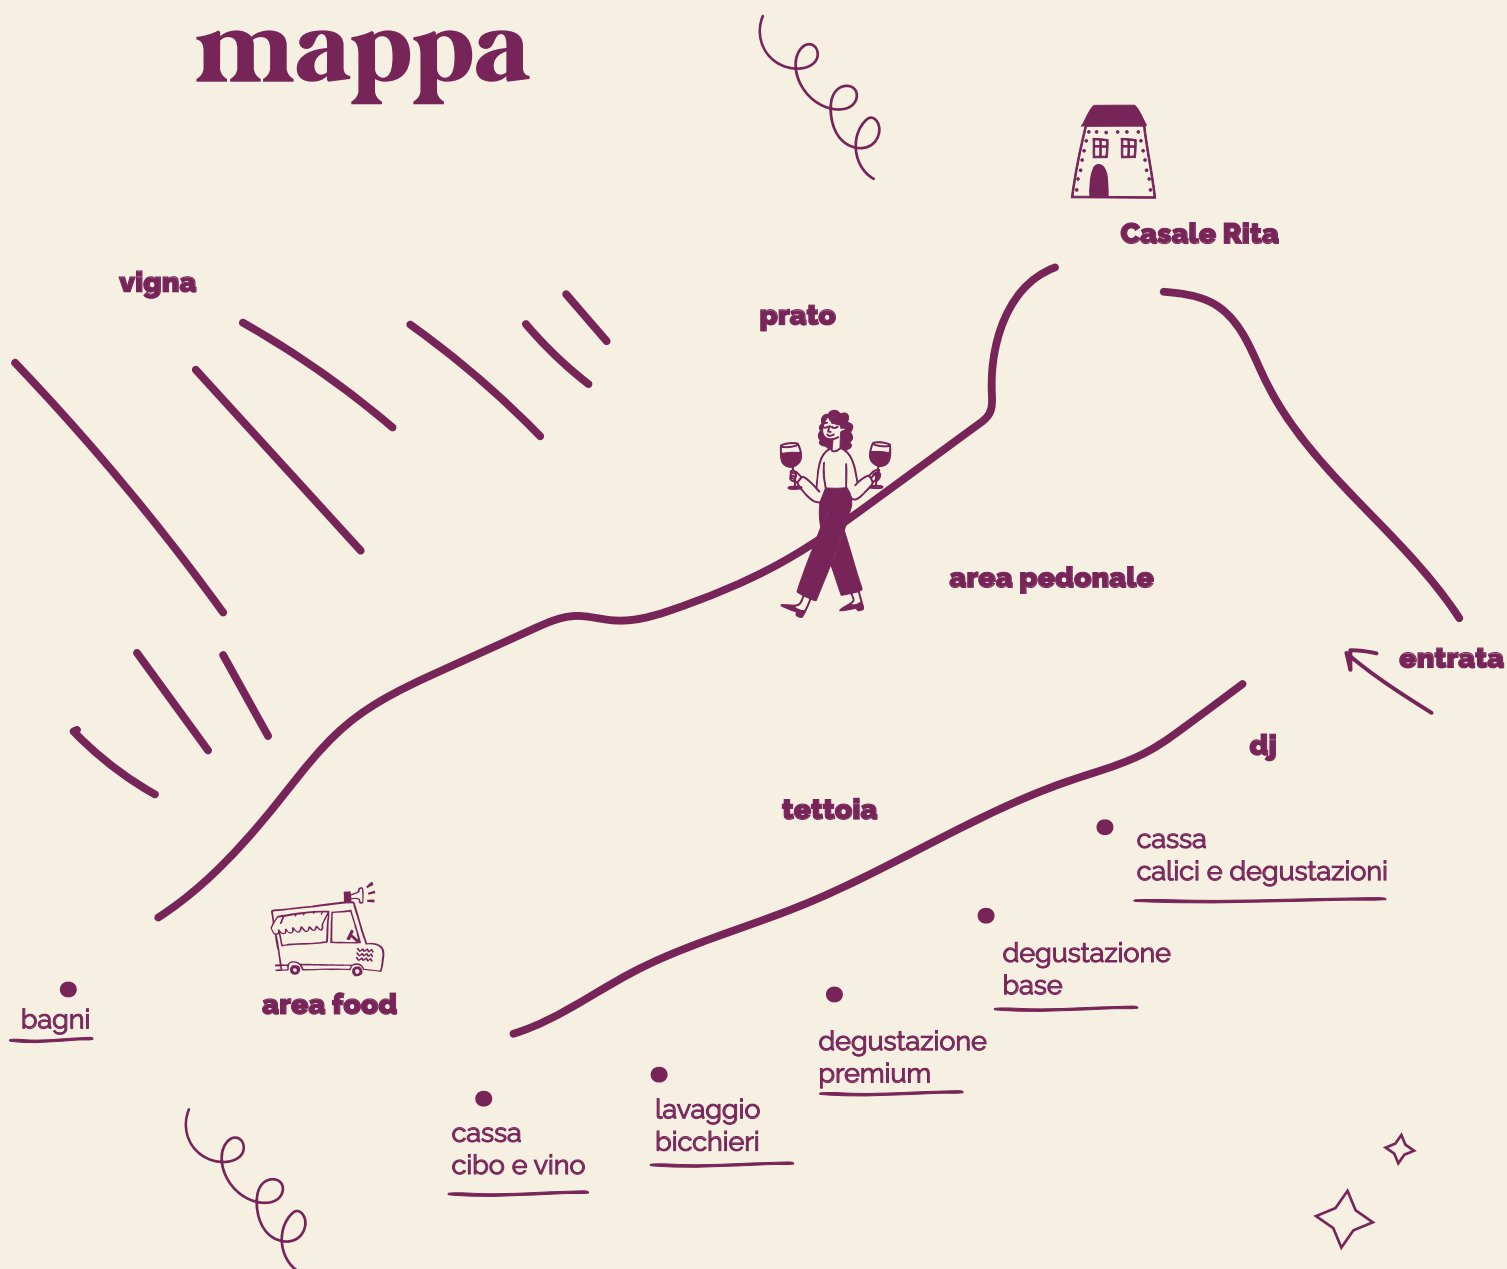 mappa
Casale Rita
vigna
prato
area pedonale
entrata
dj
tettoia
cassa
calici e degustazioni
degustazione
base
degustazione
premium
lavaggio
bicchieri
cassa
cibo e vino
area food
bagni